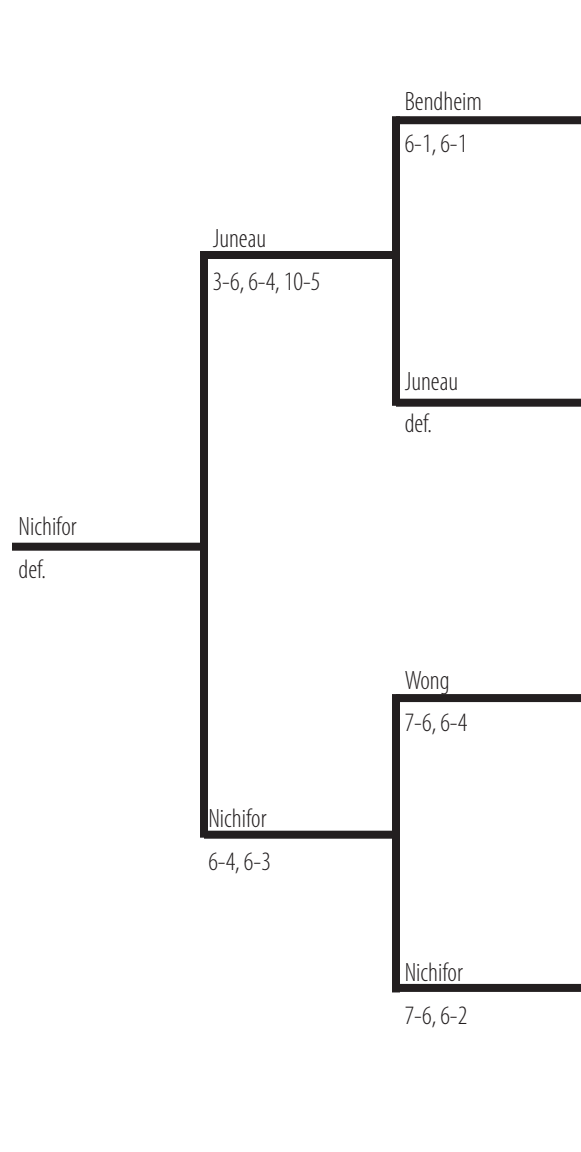 Bendheim
6-1, 6-1
Juneau
3-6, 6-4, 10-5
Juneau
def.
Nichifor
def.
Wong
7-6, 6-4
Nichifor
6-4, 6-3
Nichifor
7-6, 6-2